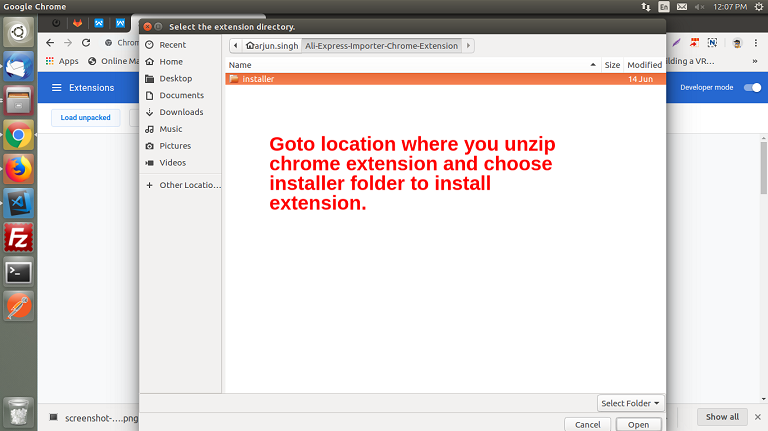 Google Chrome
En
12:07 PM
Select the extension directory.
Chrom
Apps
Online Ma
ilding a VR...
»
Extensions
Developer mode
Load unpacked
Recent
Home
Desktop
Documents
Downloads
Music
Pictures
Videos
+ Other Locatio...
arjun.singh
Ali-Express-Importer-Chrome-Extension
Name
Size
Modified
installer
14 Jun
Goto location where you unzip
chrome extension and choose
installer folder to install
extension.
Select Folder
Cancel
Open
screenshot-....png
Show all